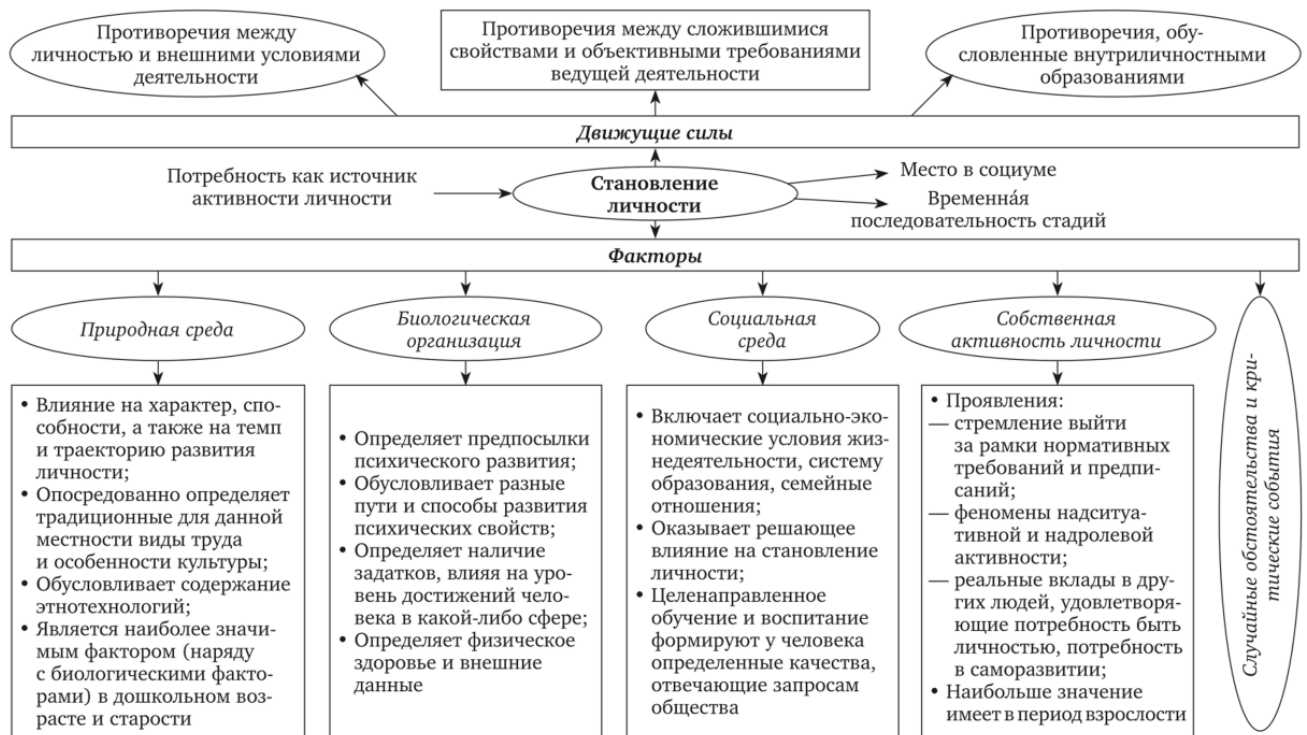 Противоречия между
личностью и внешними условиями
деятельности
Противоречия между сложившимися
свойствами и объективными требованиями
ведущей деятельности
Противоречия, обу-
словленные внутриличностными
образованиями
Движущие силы
Потребность как источник
активности личности
Становление
личности
Место в социуме
Временна́я
последовательность стадий
Факторы
Природная среда
Биологическая
организация
Социальная
среда
Собственная
активность личности
Случайные обстоятельства и кри-
тические события
• Влияние на характер, спо-
собности, а также на темп
и траекторию развития
личности;
• Опосредованно определяет
традиционные для данной
местности виды труда
и особенности культуры;
• Обусловливает содержание
этнотехнологий;
• Является наиболее значи-
мым фактором (наряду
с биологическими факто-
рами) в дошкольном воз-
расте и старости
• Определяет предпосылки
психического развития;
• Обусловливает разные
пути и способы развития
психических свойств;
• Определяет наличие
задатков, влияя на уро-
вень достижений чело-
века в какой-либо сфере;
• Определяет физическое
здоровье и внешние
данные
• Включает социально-эко-
номические условия жиз-
недеятельности, систему
образования, семейные
отношения;
• Оказывает решающее
влияние на становление
личности;
• Целенаправленное
обучение и воспитание
формируют у человека
определенные качества,
отвечающие запросам
общества
• Проявления:
— стремление выйти
за рамки нормативных
требований и предпи-
саний;
— феномены надситуа-
тивной и надролевой
активности;
— реальные вклады в дру-
гих людей, удовлетворя-
ющие потребность быть
личностью, потребность
в саморазвитии;
• Наибольше значение
имеет в период взрослости